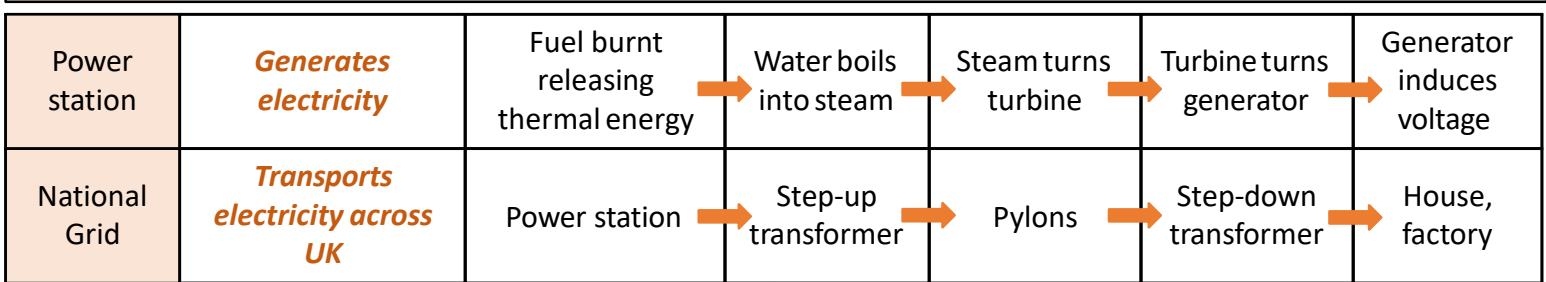 Power
station
Generates
electricity
Fuel burnt
releasing
thermal energy
Water boils
into steam
Steam turns
turbine
Turbine turns
generator
Generator
induces
voltage
National
Grid
Transports
electricity across
UK
Power station
Step-up
transformer
Pylons
Step-down
transformer
House,
factory